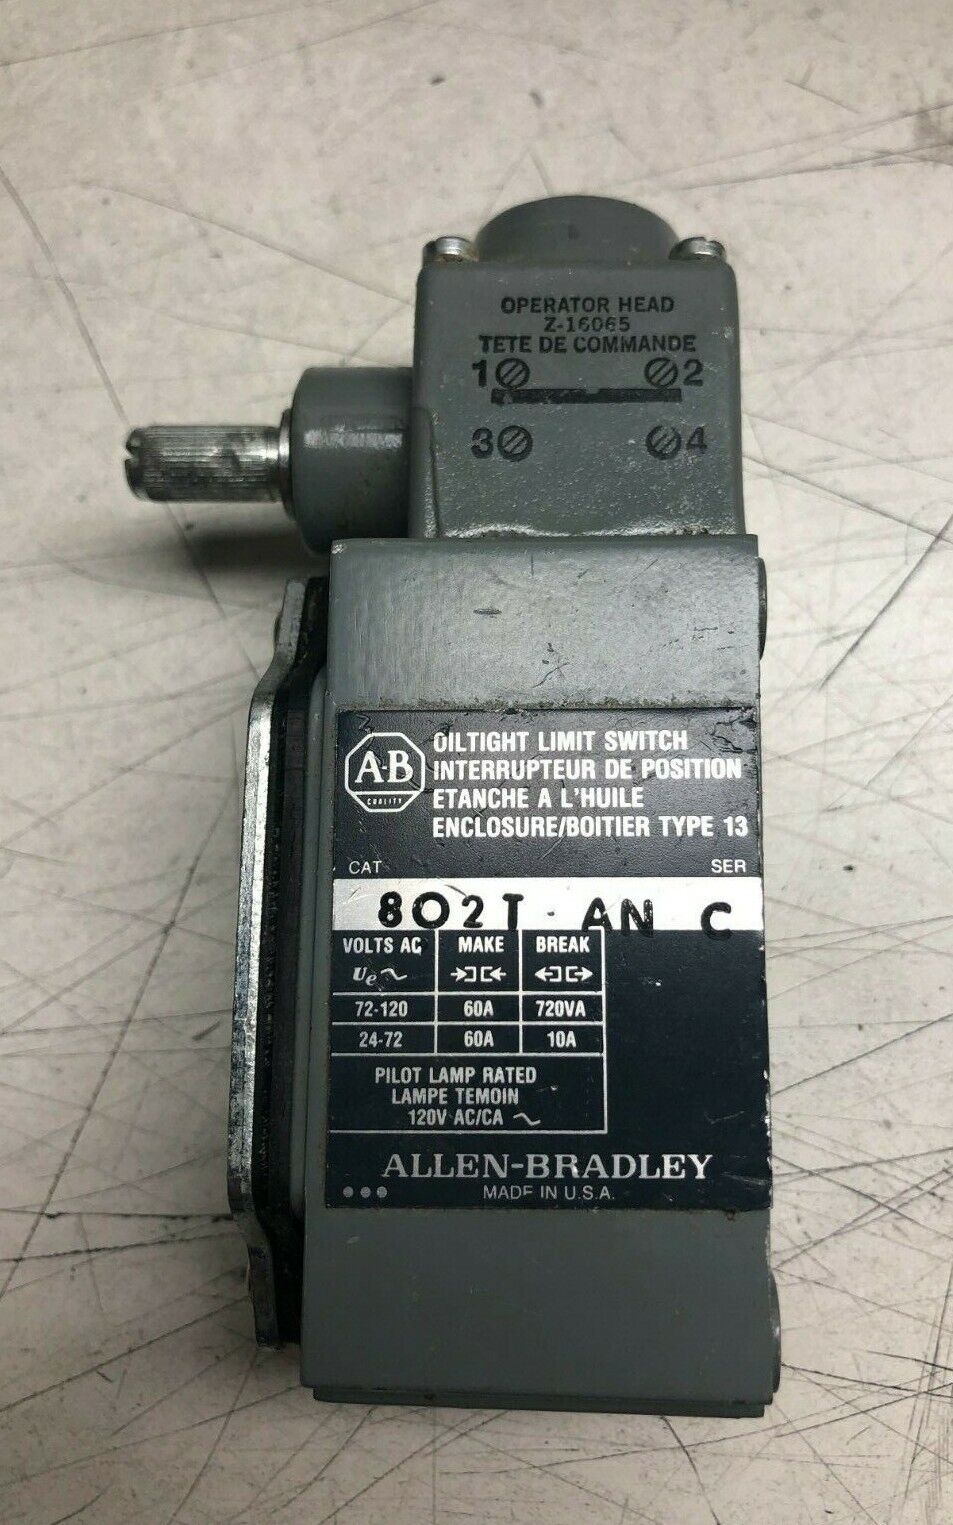 OPERATOR HEAD
Z-16065
TETE DE COMMANDE
1 2
3 4
A-B
QUALITY
OILTIGHT LIMIT SWITCH
INTERRUPTEUR DE POSITION
ETANCHE A L'HUILE
ENCLOSURE/BOITIER TYPE 13
CAT SER
802T-AN C
VOLTS AC MAKE BREAK
Ue~
72-120 60A 720VA
24-72 60A 10A
PILOT LAMP RATED
LAMPE TEMOIN
120V AC/CA ~
ALLEN-BRADLEY
MADE IN U.S.A.